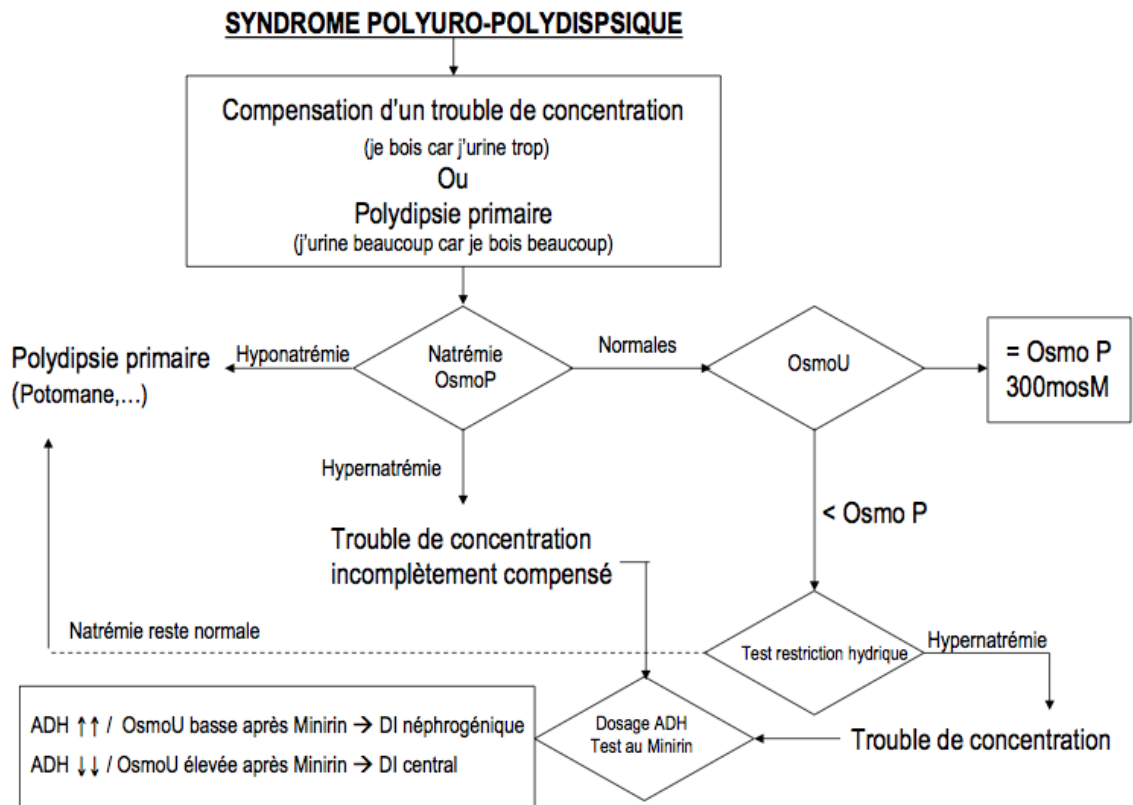 SYNDROME POLYURO-POLYDISPSIQUE
Compensation d'un trouble de concentration
(je bois car j'urine trop)
Ou
Polydipsie primaire
(j'urine beaucoup car je bois beaucoup)
Polydipsie primaire
(Potomane,…)
Hyponatrémie
Natrémie
OsmoP
Normales
OsmoU
= Osmo P
300mosM
Hypernatrémie
< Osmo P
Trouble de concentration
incomplètement compensé
Natrémie reste normale
Test restriction hydrique
Hypernatrémie
ADH ↑↑ / OsmoU basse après Minirin → DI néphrogénique
ADH ↓↓ / OsmoU élevée après Minirin → DI central
Dosage ADH
Test au Minirin
Trouble de concentration